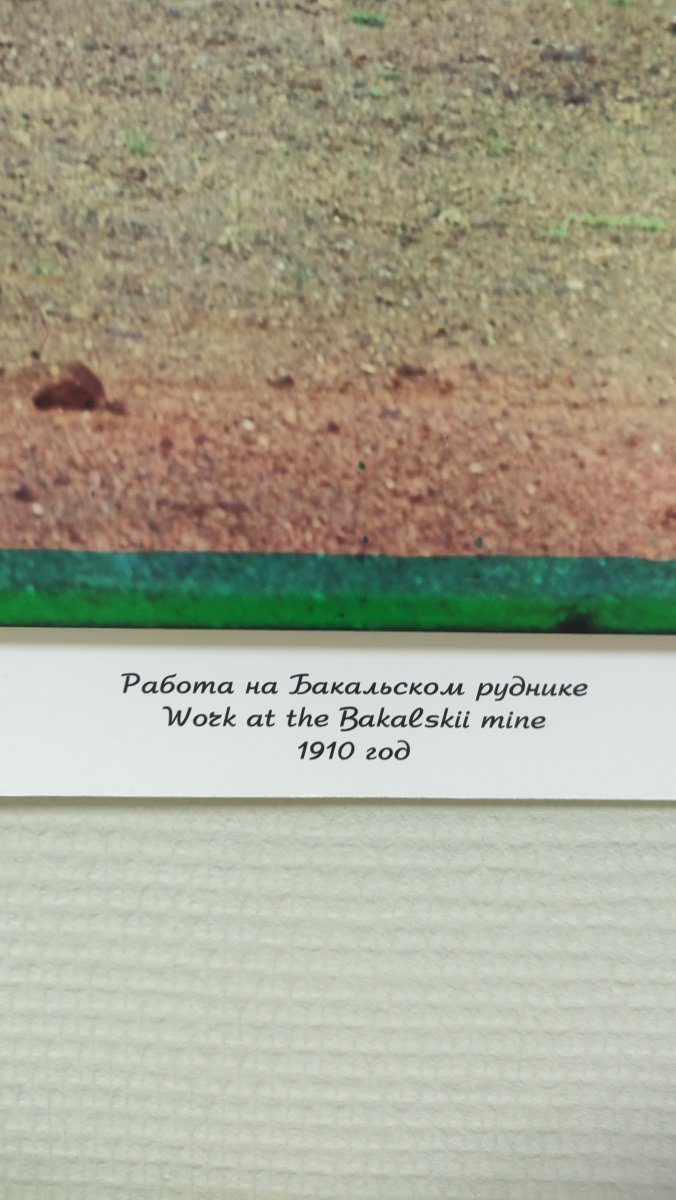 Работа на Бакальском руднике
Work at the Bakalskii mine
1910 год